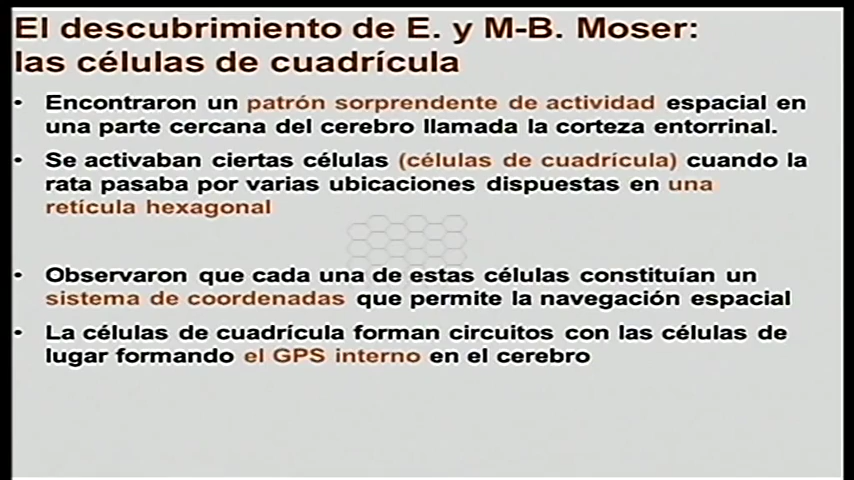 El descubrimiento de E. y M-B. Moser:
las células de cuadrícula
• Encontraron un patrón sorprendente de actividad espacial en
una parte cercana del cerebro llamada la corteza entorrinal.
• Se activaban ciertas células (células de cuadrícula) cuando la
rata pasaba por varias ubicaciones dispuestas en una
retícula hexagonal
• Observaron que cada una de estas células constituían un
sistema de coordenadas que permite la navegación espacial
• La células de cuadrícula forman circuitos con las células de
lugar formando el GPS interno en el cerebro